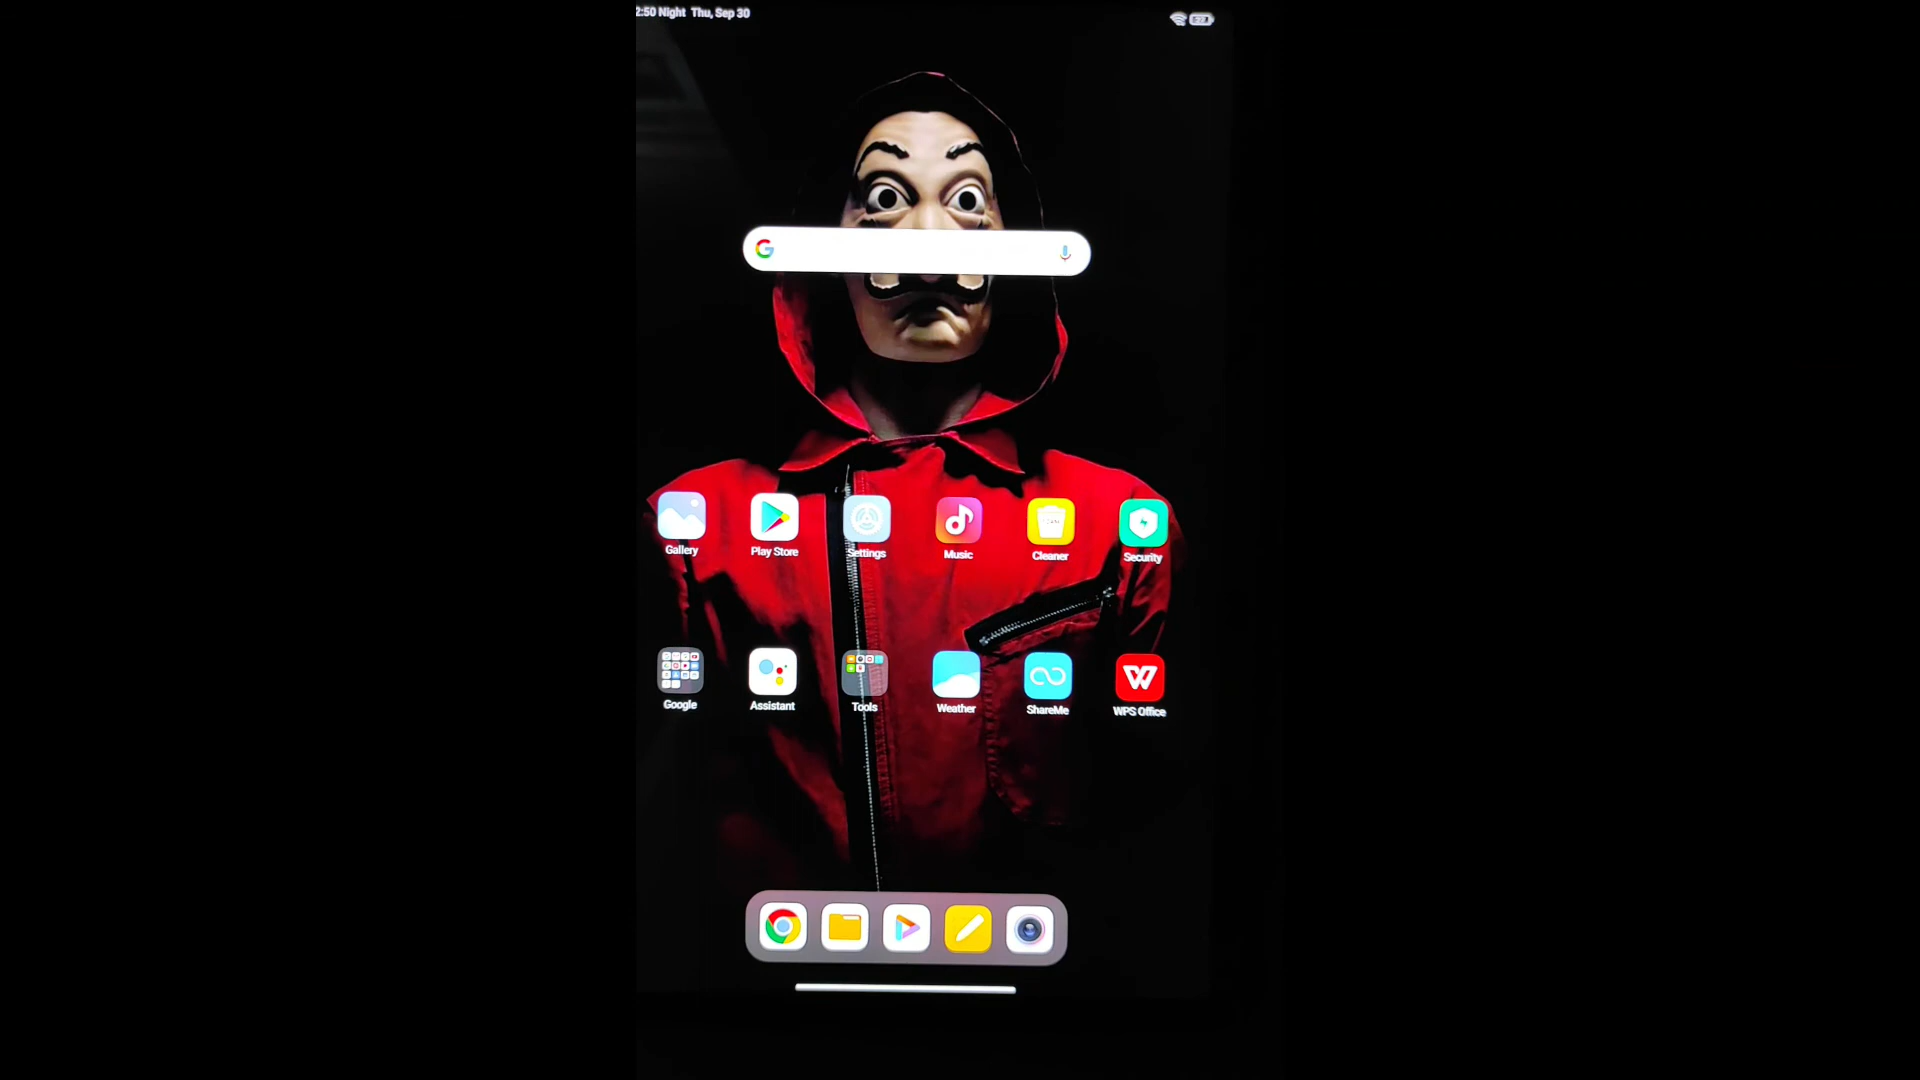 2:50 Night Thu, Sep 30
Gallery
Play Store
Settings
Music
Cleaner
Security
Google
Assistant
Tools
Weather
ShareMe
WPS Office